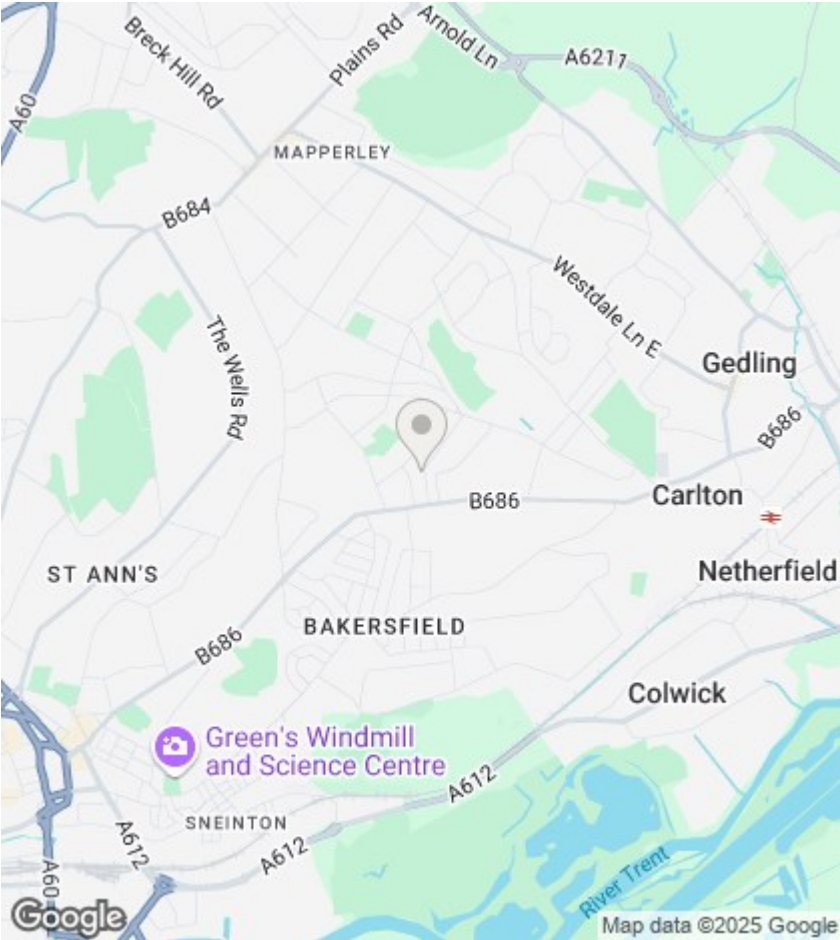 Breck Hill Rd
Plains Rd
Arnold Ln
A6211
A60
MAPPERLEY
B684
Westdale Ln E
The Wells Rd
Gedling
B686
B686
Carlton
ST ANN'S
Netherfield
BAKERSFIELD
B686
Colwick
Green's Windmill
and Science Centre
A612
SNEINTON
A612
A612
A60
River Trent
Google
Map data ©2025 Google